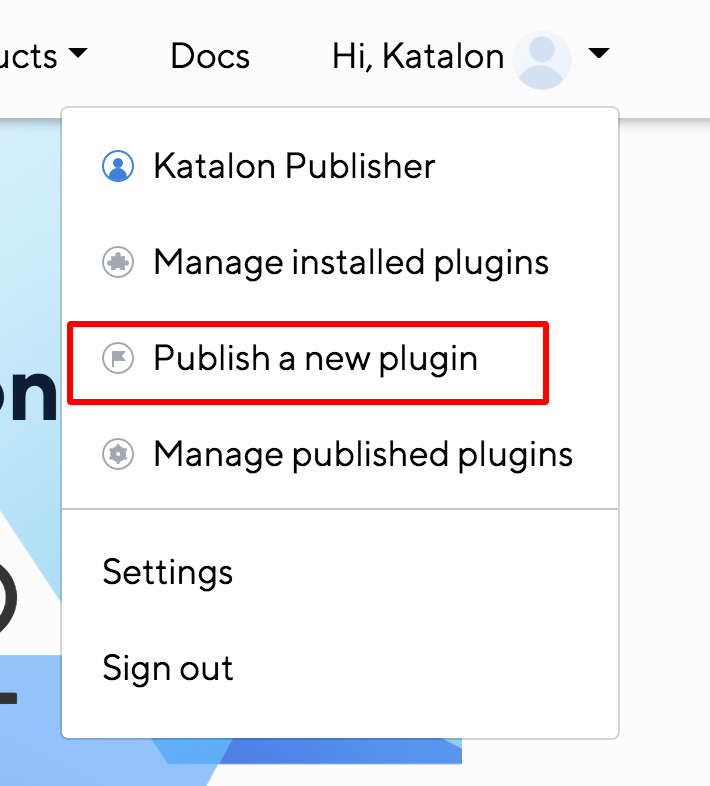 ucts
Docs
Hi, Katalon
Katalon Publisher
Manage installed plugins
Publish a new plugin
on
Manage published plugins
Settings
Sign out